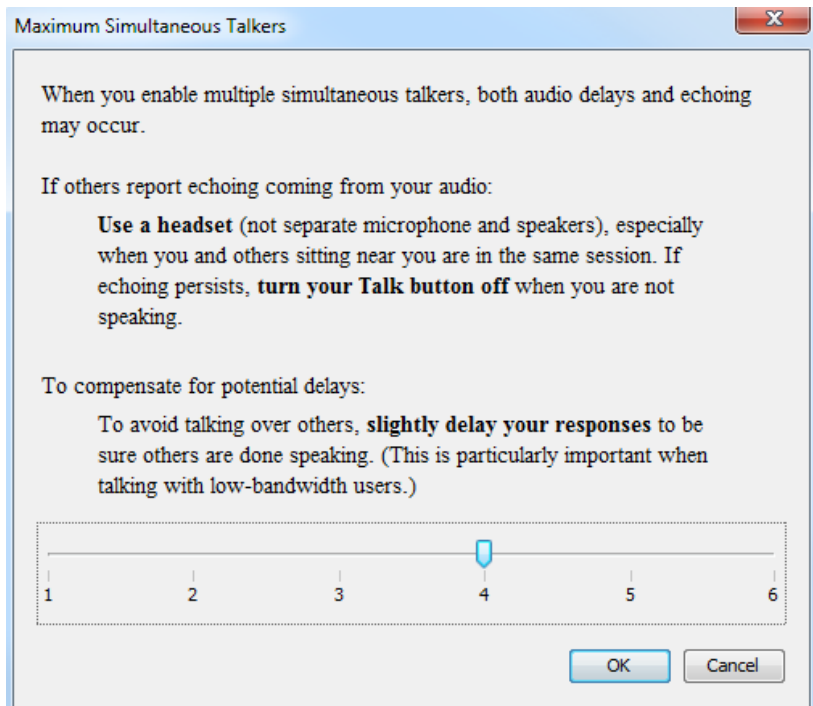 Maximum Simultaneous Talkers
When you enable multiple simultaneous talkers, both audio delays and echoing
may occur.
If others report echoing coming from your audio:
Use a headset (not separate microphone and speakers), especially
when you and others sitting near you are in the same session. If
echoing persists, turn your Talk button off when you are not
speaking.
To compensate for potential delays:
To avoid talking over others, slightly delay your responses to be
sure others are done speaking. (This is particularly important when
talking with low-bandwidth users.)
1 2 3 4 5 6
OK Cancel